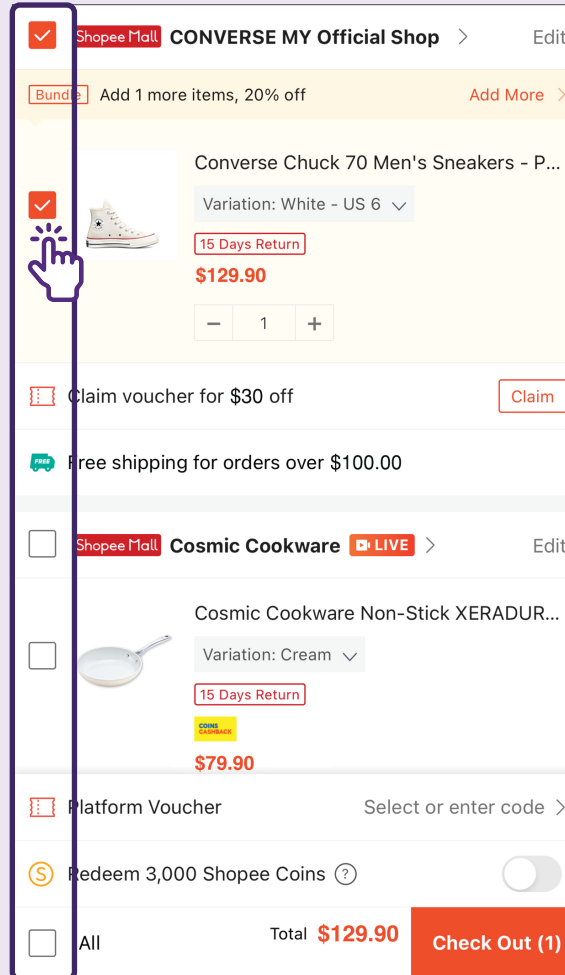 Shopee Mall CONVERSE MY Official Shop Edit
Bundle Add 1 more items, 20% off Add More
Converse Chuck 70 Men's Sneakers - P...
Variation: White - US 6
15 Days Return
$129.90
− 1 +
Claim voucher for $30 off Claim
FREE Free shipping for orders over $100.00
Shopee Mall Cosmic Cookware LIVE Edit
Cosmic Cookware Non-Stick XERADUR...
Variation: Cream
15 Days Return
COINS
CASHBACK
$79.90
Platform Voucher Select or enter code
S Redeem 3,000 Shopee Coins ?
All Total $129.90 Check Out (1)